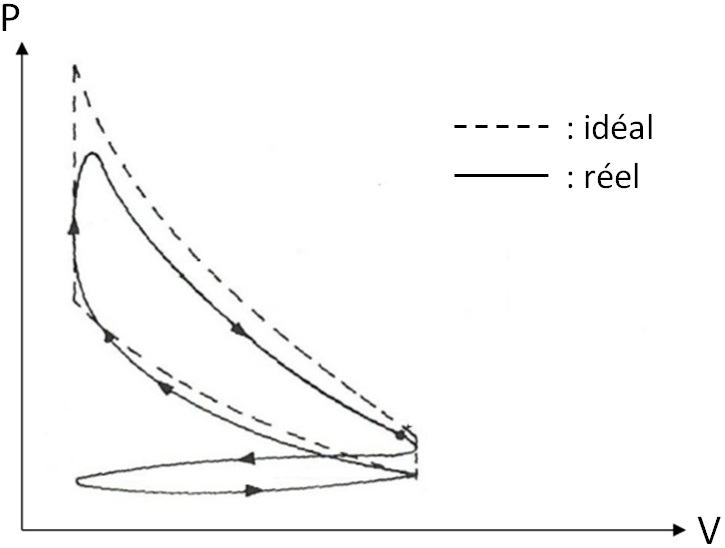 P
: idéal
: réel
V